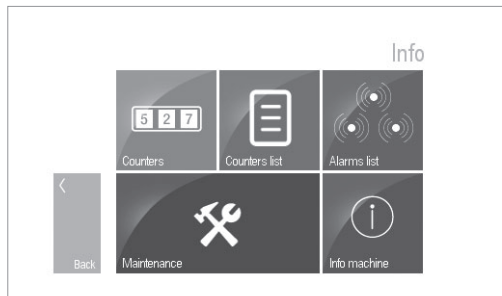 Info
5 2 7
Counters
Counters list
Alarms list
Back
Maintenance
i
Info machine